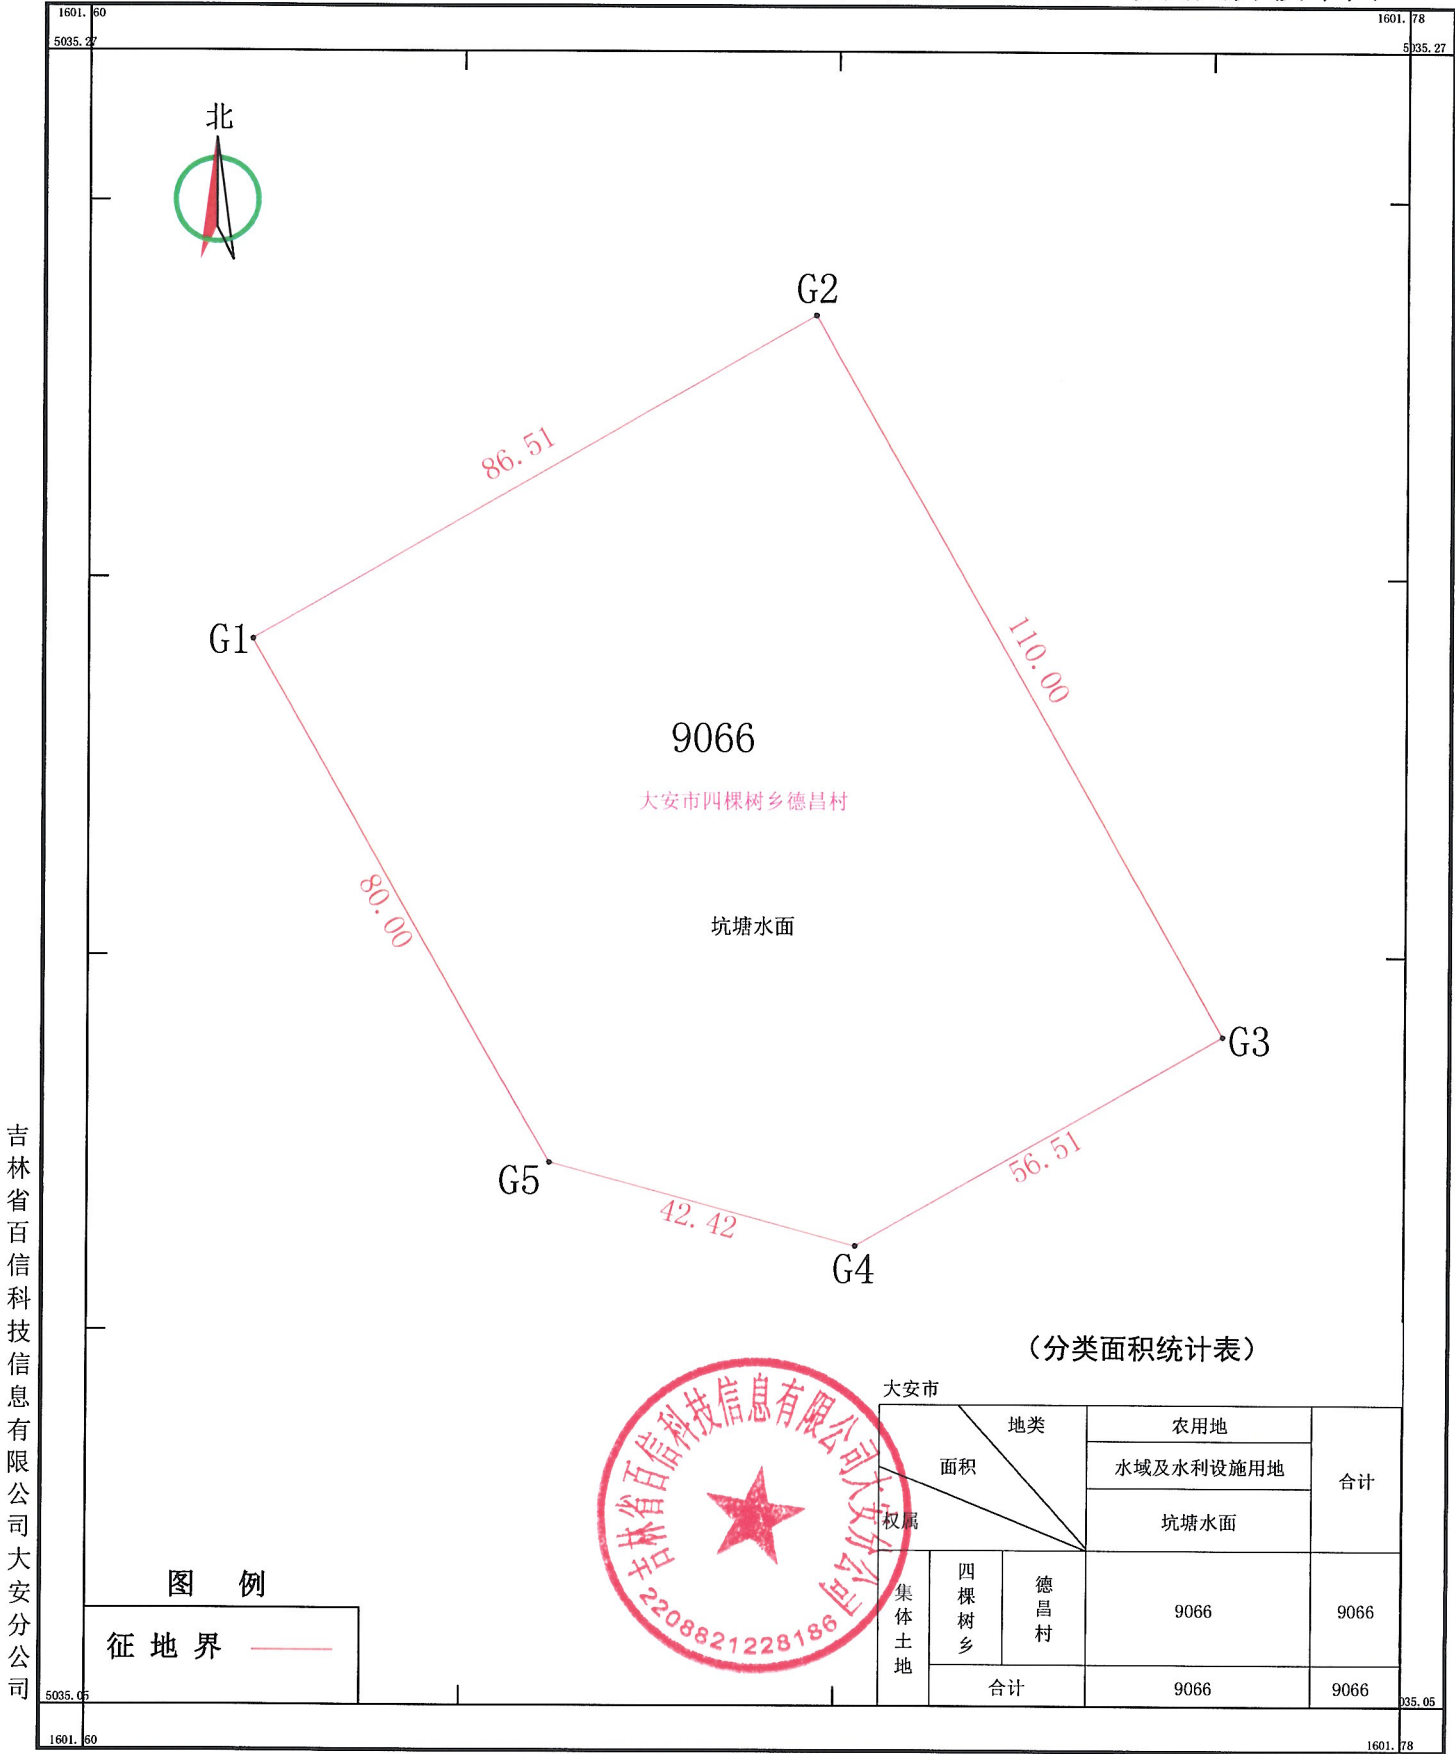 1601.60
1601.78
5035.27
5035.27
北
G2
86.51
G1
110.00
9066
大安市四棵树乡德昌村
80.00
坑塘水面
G3
G5
56.51
42.42
G4
吉林省百信科技信息有限公司大安分公司
(分类面积统计表)
大安市
地类
面积
权属
农用地
水域及水利设施用地
坑塘水面
合计
集体土地
四棵树乡
德昌村
9066
9066
合计
9066
9066
吉林省百信科技信息有限公司大安分公司
2208821228186
图 例
征地界
5035.05
035.05
1601.60
1601.78